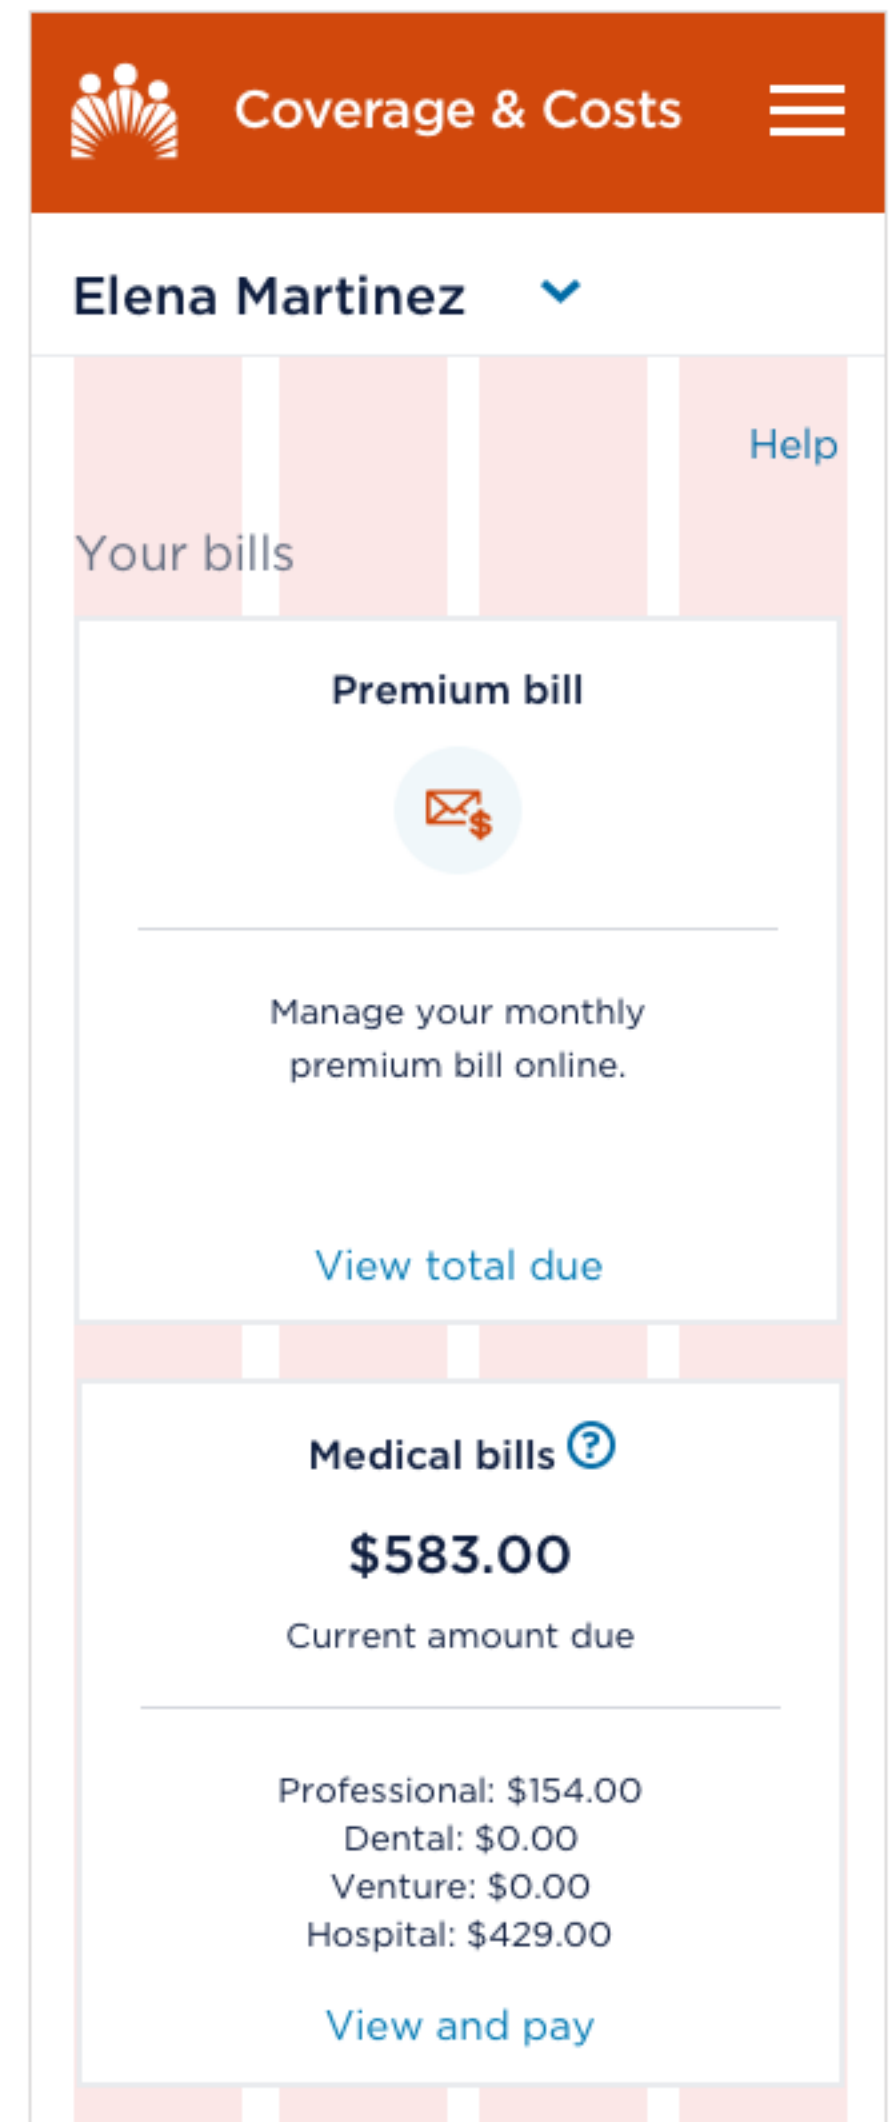 Coverage & Costs
Elena Martinez
Help
Your bills
Premium bill
$
Manage your monthly
premium bill online.
View total due
Medical bills ?
$583.00
Current amount due
Professional: $154.00
Dental: $0.00
Venture: $0.00
Hospital: $429.00
View and pay